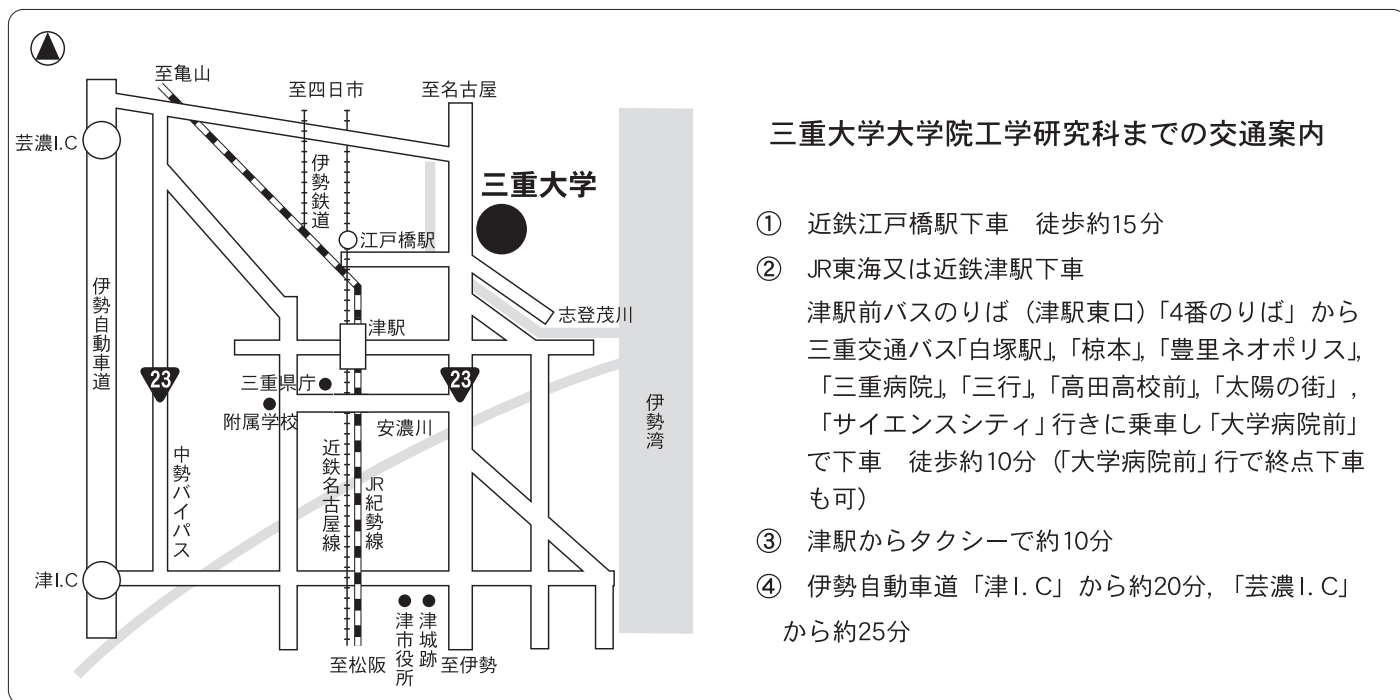 至亀山
至四日市
至名古屋
芸濃I.C
伊勢鉄道
三重大学
江戸橋駅
伊勢自動車道
志登茂川
津駅
23
23
三重県庁
附属学校
安濃川
伊勢湾
中勢バイパス
近鉄名古屋線
JR紀勢線
津I.C
津市役所
津城跡
至松阪
至伊勢
三重大学大学院工学研究科までの交通案内
① 近鉄江戸橋駅下車 徒歩約15分
② JR東海又は近鉄津駅下車
津駅前バスのりば（津駅東口）「4番のりば」から
三重交通バス「白塚駅」，「椋本」，「豊里ネオポリス」，
「三重病院」，「三行」，「高田高校前」，「太陽の街」，
「サイエンスシティ」行きに乗車し「大学病院前」
で下車 徒歩約10分（「大学病院前」行で終点下車
も可）
③ 津駅からタクシーで約10分
④ 伊勢自動車道「津I.C」から約20分，「芸濃I.C」
から約25分